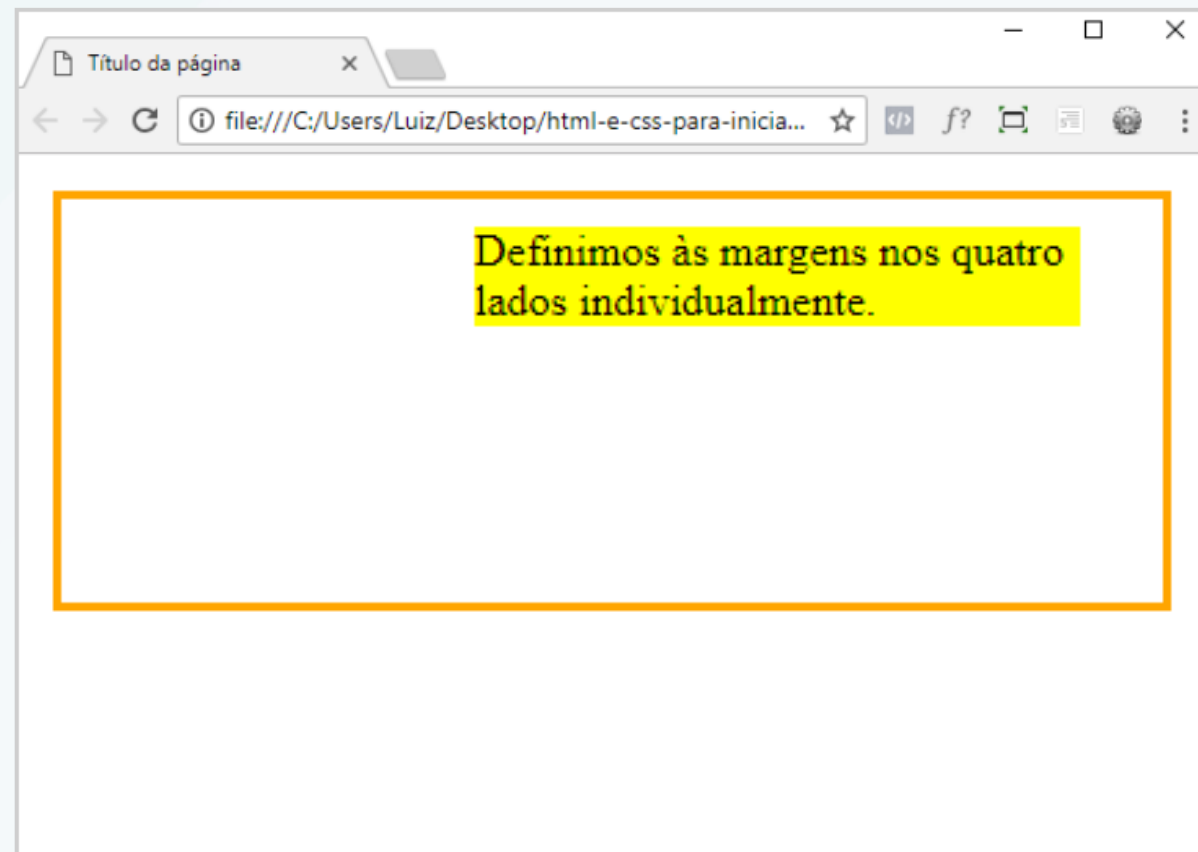 Título da página
file:///C:/Users/Luiz/Desktop/html-e-css-para-inicia...
f?
Definimos às margens nos quatro
lados individualmente.